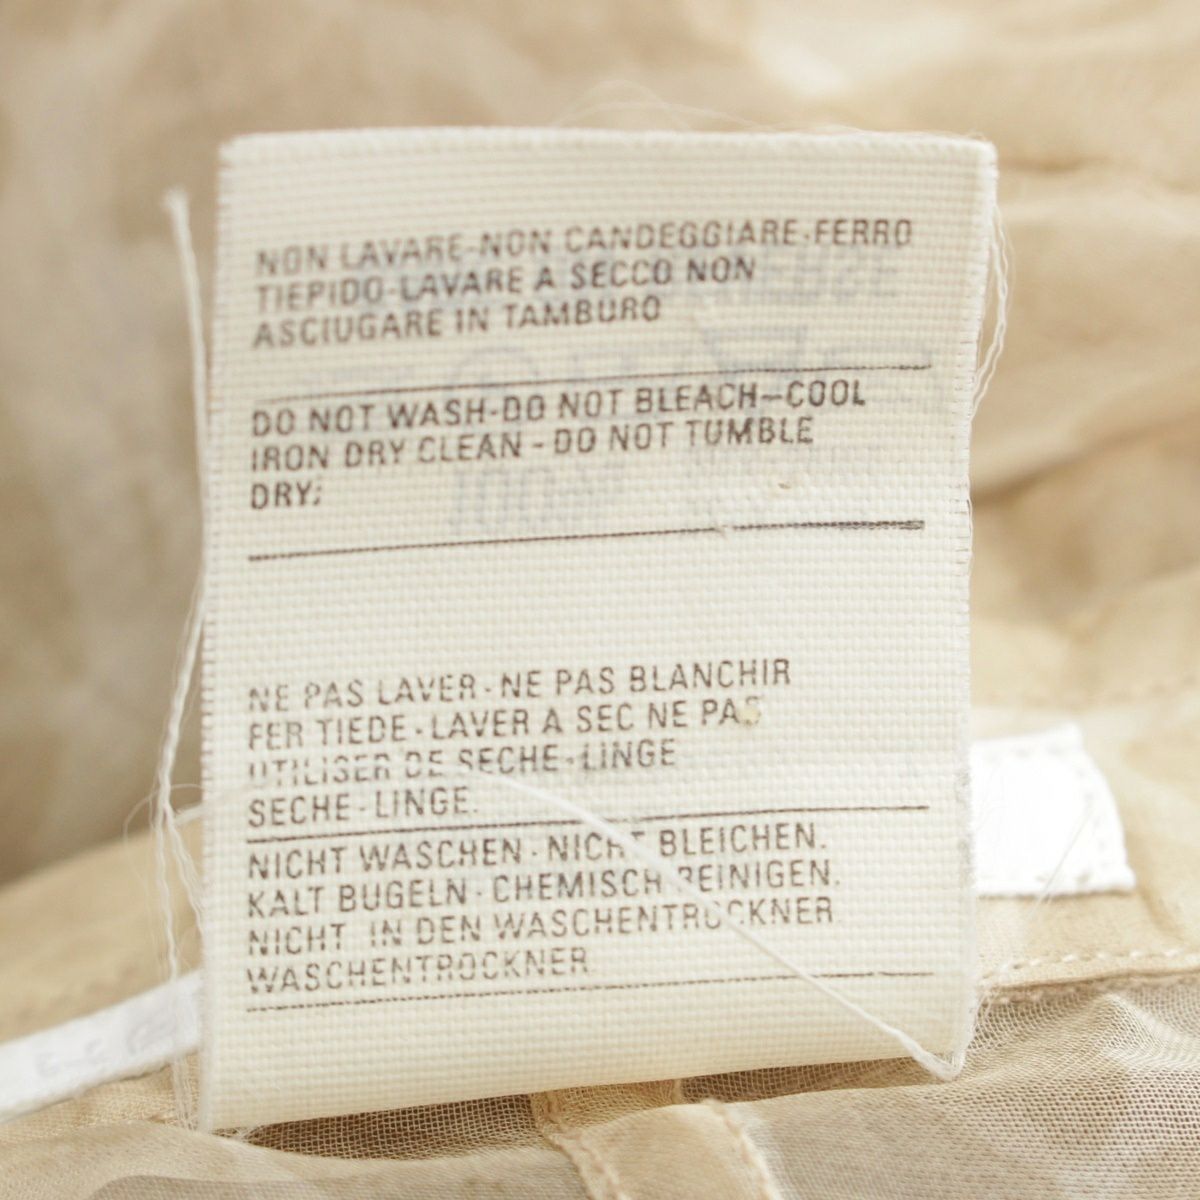 NON LAVARE-NON CANDEGGIARE-FERRO
TIEPIDO-LAVARE A SECCO NON
ASCIUGARE IN TAMBURO
DO NOT WASH-DO NOT BLEACH-COOL
IRON DRY CLEAN - DO NOT TUMBLE
DRY;
NE PAS LAVER - NE PAS BLANCHIR
FER TIEDE - LAVER A SEC NE PAS
UTILISER DE SECHE - LINGE
SECHE - LINGE.
NICHT WASCHEN - NICHT BLEICHEN.
KALT BUGELN - CHEMISCH REINIGEN.
NICHT IN DEN WASCHENTROCKNER
WASCHENTROCKNER